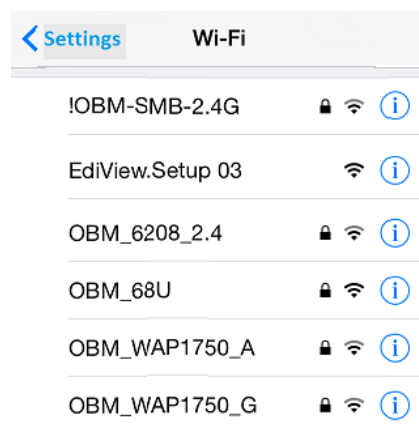 Settings Wi-Fi
!OBM-SMB-2.4G
EdiView.Setup 03
OBM_6208_2.4
OBM_68U
OBM_WAP1750_A
OBM_WAP1750_G